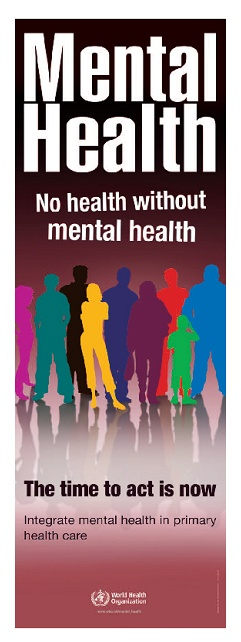 Mental
Health
No health without
mental health
The time to act is now
Integrate mental health in primary
health care
World Health
Organization